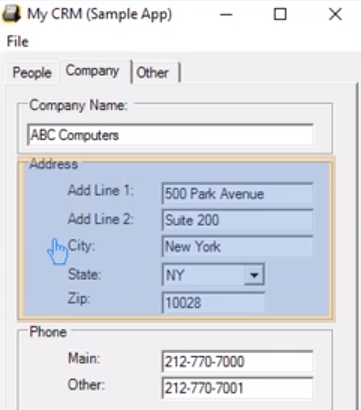 My CRM (Sample App)
File
People Company Other
Company Name:
ABC Computers
Address
Add Line 1: 500 Park Avenue
Add Line 2: Suite 200
City: New York
State: NY
Zip: 10028
Phone
Main: 212-770-7000
Other: 212-770-7001